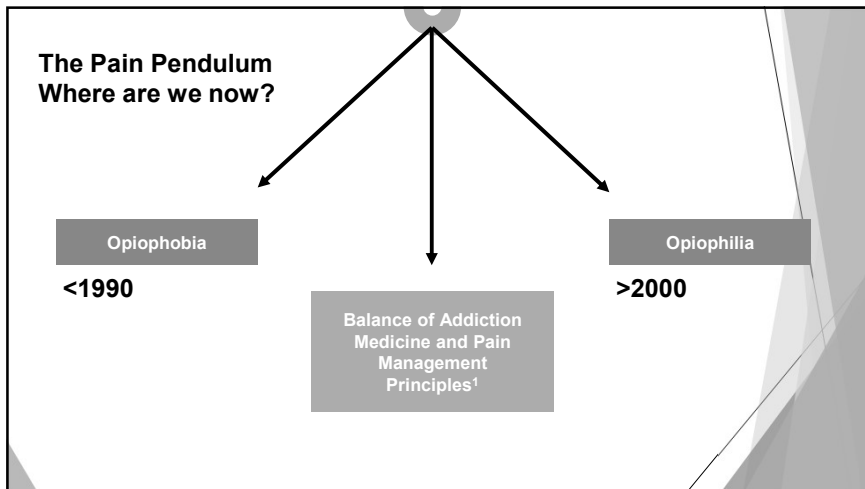 The Pain Pendulum
Where are we now?
Opiophobia
<1990
Opiophilia
>2000
Balance of Addiction
Medicine and Pain
Management
Principles¹